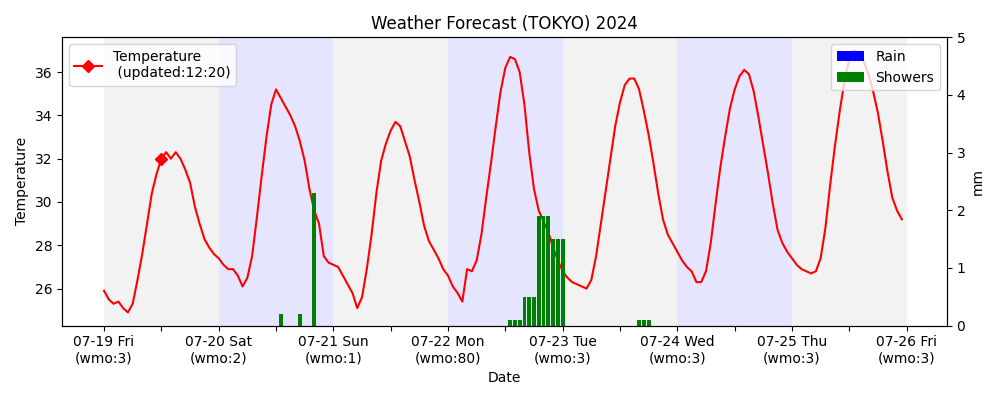 Weather Forecast (TOKYO) 2024
Temperature
(updated:12:20)
Rain
Showers
Temperature
36
34
32
30
28
26
5
4
3
2
1
0
mm
07-19 Fri
(wmo:3)
07-20 Sat
(wmo:2)
07-21 Sun
(wmo:1)
07-22 Mon
(wmo:80)
07-23 Tue
(wmo:3)
07-24 Wed
(wmo:3)
07-25 Thu
(wmo:3)
07-26 Fri
(wmo:3)
Date